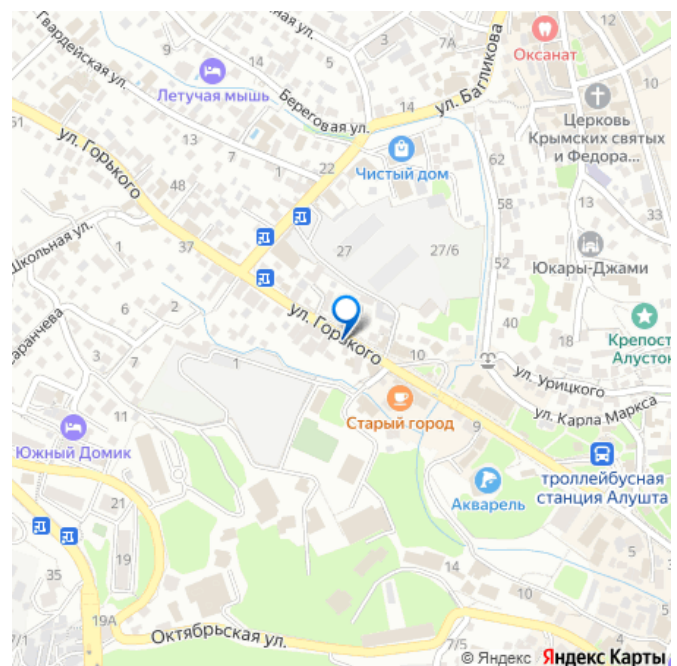 Гвардейская ул.
9
14
3
7А
Оксанат
12
10
Летучая мышь
5
Береговая ул.
14
ул. Багликова
Церковь
Крымских святых
и Федора...
51
ул. Горького
13
7
1
22
Чистый дом
62
58
13
33
48
Школьная ул.
1
37
27
27/6
52
Юкары-Джами
6
2
ул. Горького
40
18
Крепост
Алустон
аранчева
3
7
1
10
ул. Урицкого
11
Старый город
9
ул. Карла Маркса
Южный Домик
троллейбусная
станция Алушта
Акварель
21
19
35
14
10
19А
Октябрьская ул.
7/1
7/5
© Яндекс Яндекс Карты